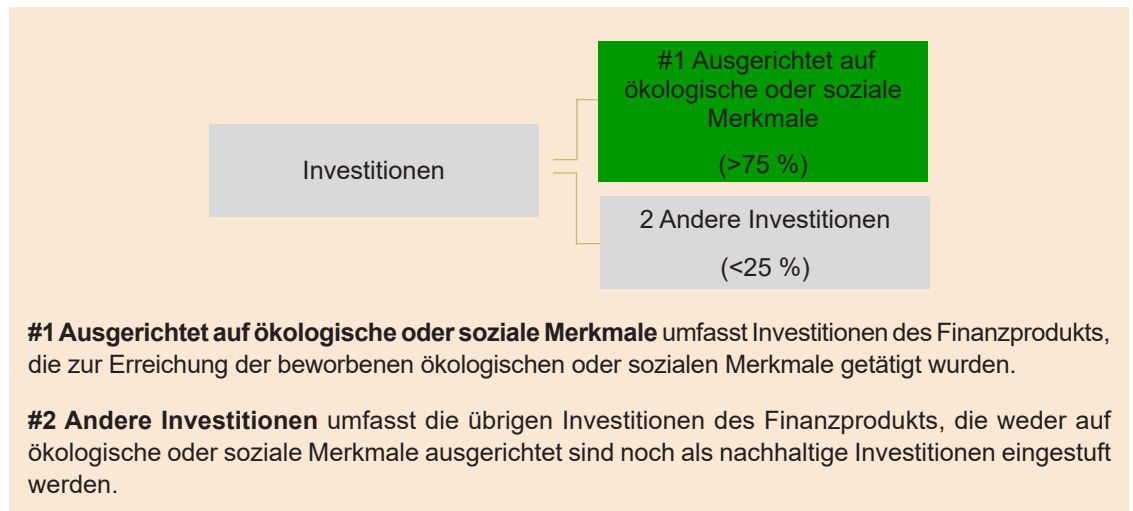 #1 Ausgerichtet auf
ökologische oder soziale
Merkmale
(>75 %)
Investitionen
2 Andere Investitionen
(<25 %)
#1 Ausgerichtet auf ökologische oder soziale Merkmale umfasst Investitionen des Finanzprodukts,
die zur Erreichung der beworbenen ökologischen oder sozialen Merkmale getätigt wurden.
#2 Andere Investitionen umfasst die übrigen Investitionen des Finanzprodukts, die weder auf
ökologische oder soziale Merkmale ausgerichtet sind noch als nachhaltige Investitionen eingestuft
werden.